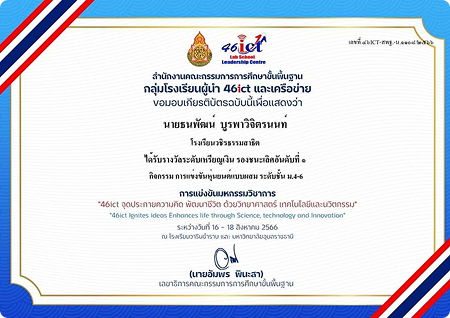 เลขที่ ๔๖ICT-สพฐ.-ม.๑๑๐๘/๒๕๖๖
46ict
Lab School
Leadership Centre
สำนักงานคณะกรรมการการศึกษาขั้นพื้นฐาน
กลุ่มโรงเรียนผู้นำ 46ict และเครือข่าย
ขอมอบเกียรติบัตรฉบับนี้เพื่อแสดงว่า
นายธนพัฒน์ บูรพาวิจิตรนนท์
โรงเรียนวชิรธรรมสาธิต
ได้รับรางวัลระดับเหรียญเงิน รองชนะเลิศอันดับที่ ๑
กิจกรรม การแข่งขันหุ่นยนต์แบบผสม ระดับชั้น ม.4-6
การแข่งขันมหกรรมวิชาการ
"46ict จุดประกายความคิด พัฒนาชีวิต ด้วยวิทยาศาสตร์ เทคโนโลยีและนวัตกรรม"
"46ict Ignites ideas Enhances life through Science, technology and Innovation"
ระหว่างวันที่ 16 - 18 สิงหาคม 2566
ณ โรงเรียนวารินชำราบ และ มหาวิทยาลัยอุบลราชธานี
(นายอัมพร พินะสา)
เลขาธิการคณะกรรมการการศึกษาขั้นพื้นฐาน